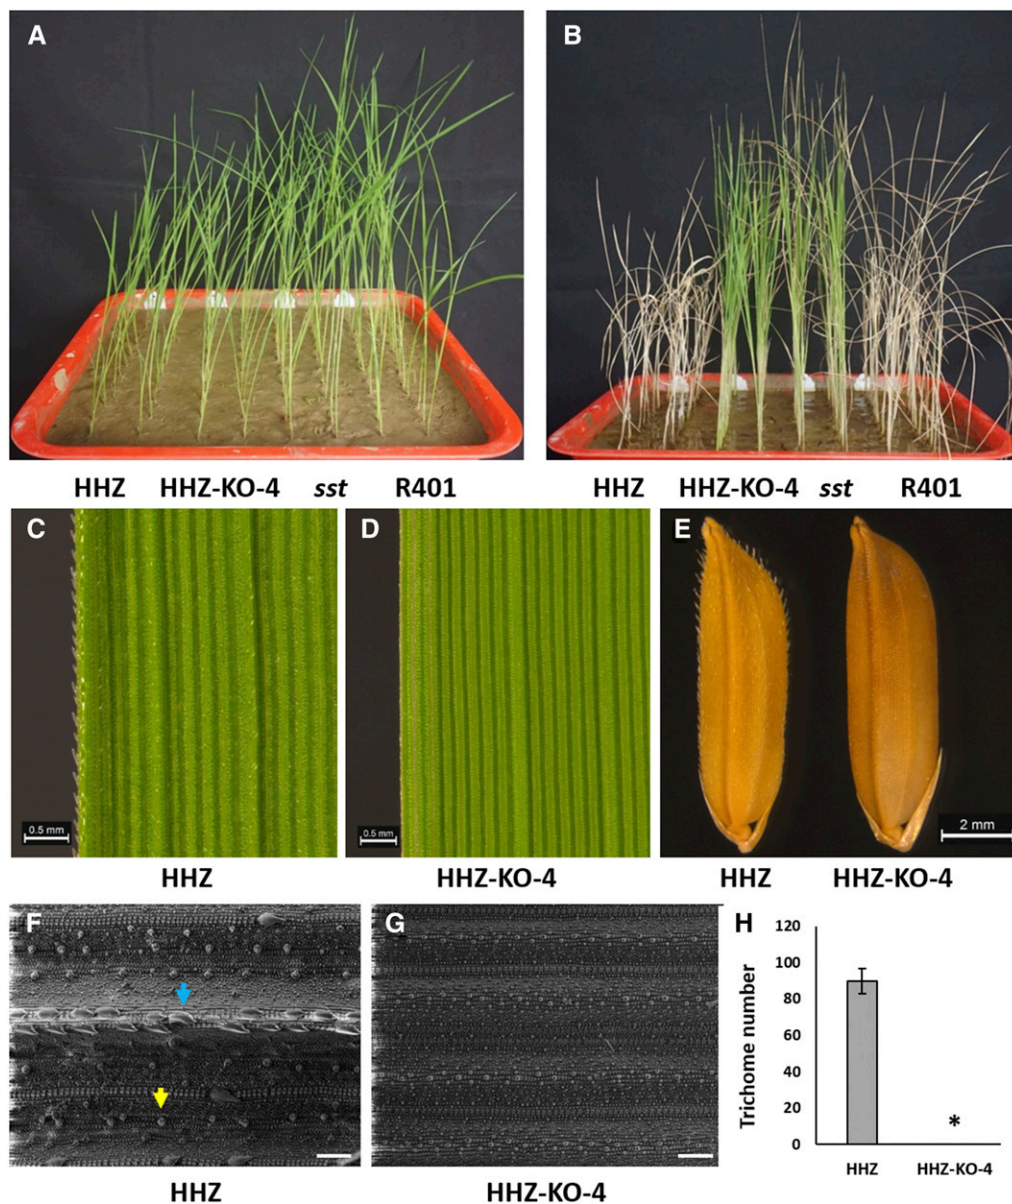 A
B
HHZ HHZ-KO-4 sst R401
HHZ HHZ-KO-4 sst R401
C
D
E
0.5 mm
0.5 mm
2 mm
HHZ
HHZ-KO-4
HHZ HHZ-KO-4
F
G
H
Trichome number
120
100
80
60
40
20
0
*
HHZ HHZ-KO-4
HHZ
HHZ-KO-4